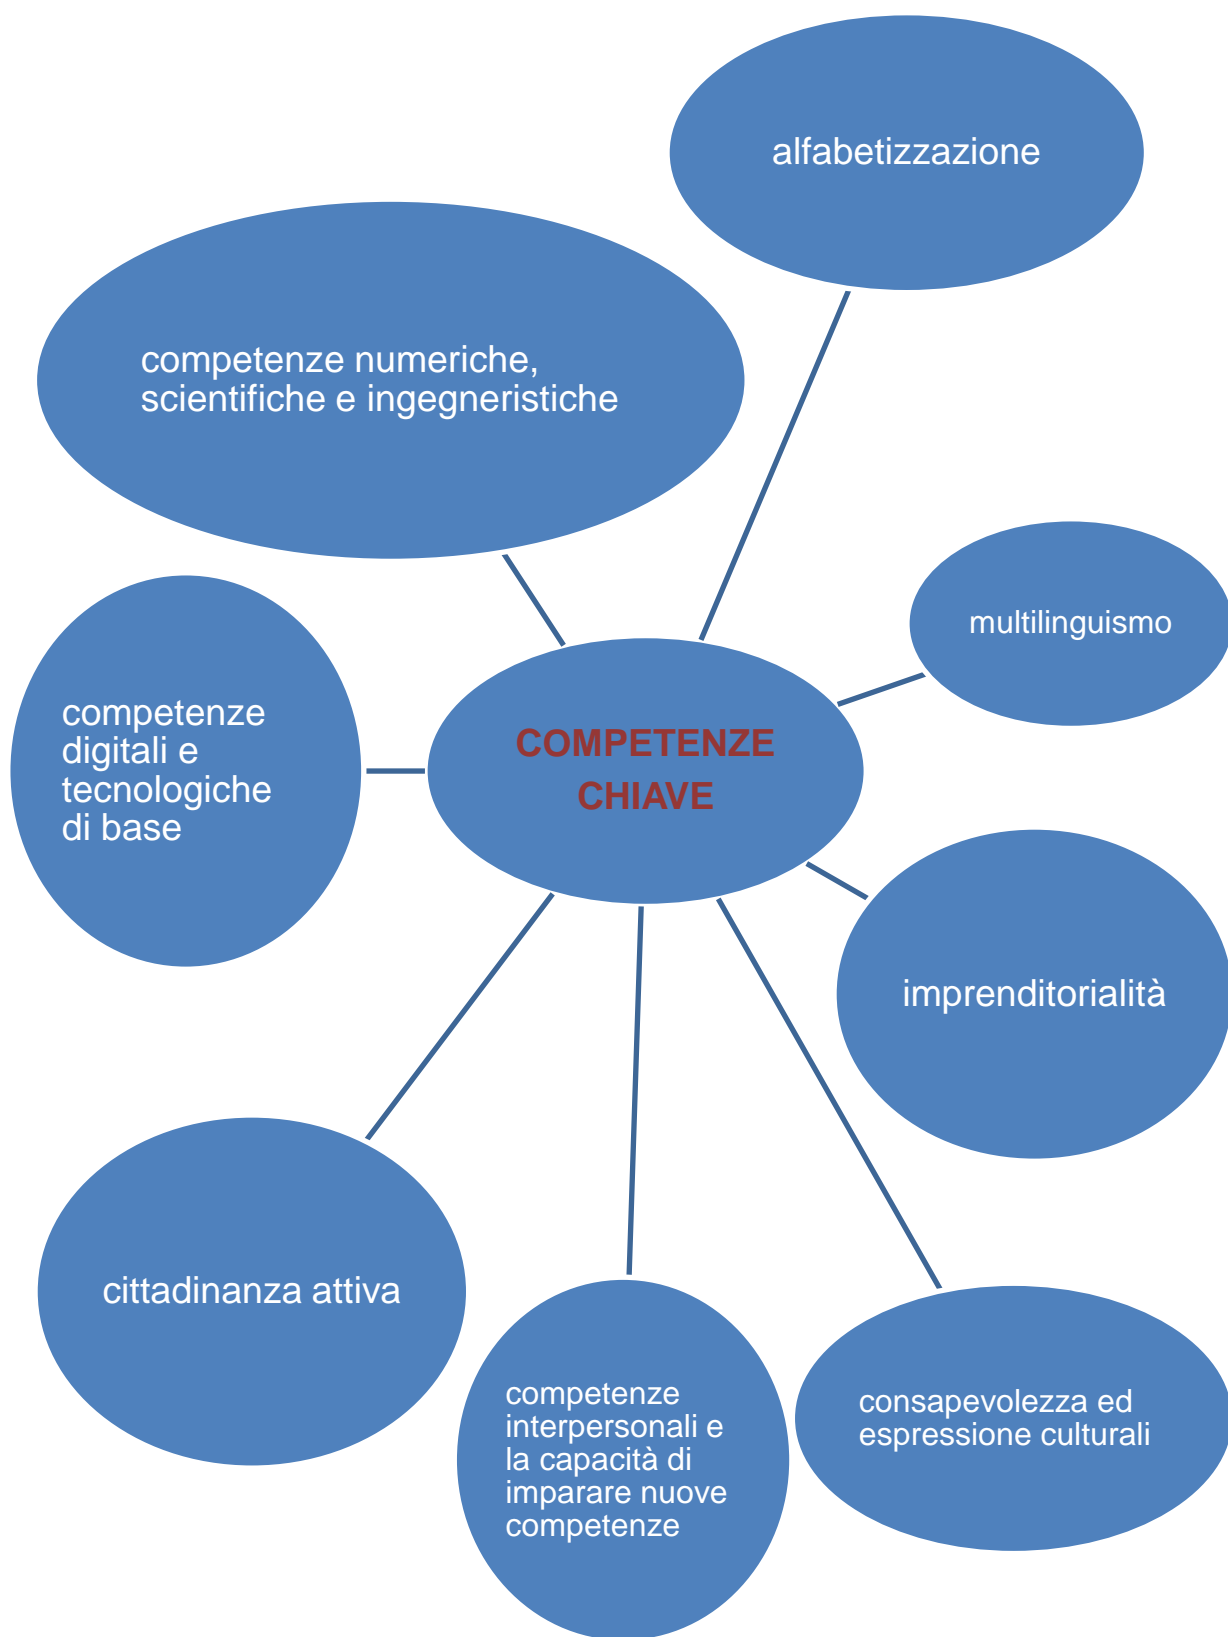 alfabetizzazione
competenze numeriche,
scientifiche e ingegneristiche
multilinguismo
competenze
digitali e
tecnologiche
di base
COMPETENZE
CHIAVE
imprenditorialità
cittadinanza attiva
competenze
interpersonali e
la capacità di
imparare nuove
competenze
consapevolezza ed
espressione culturali